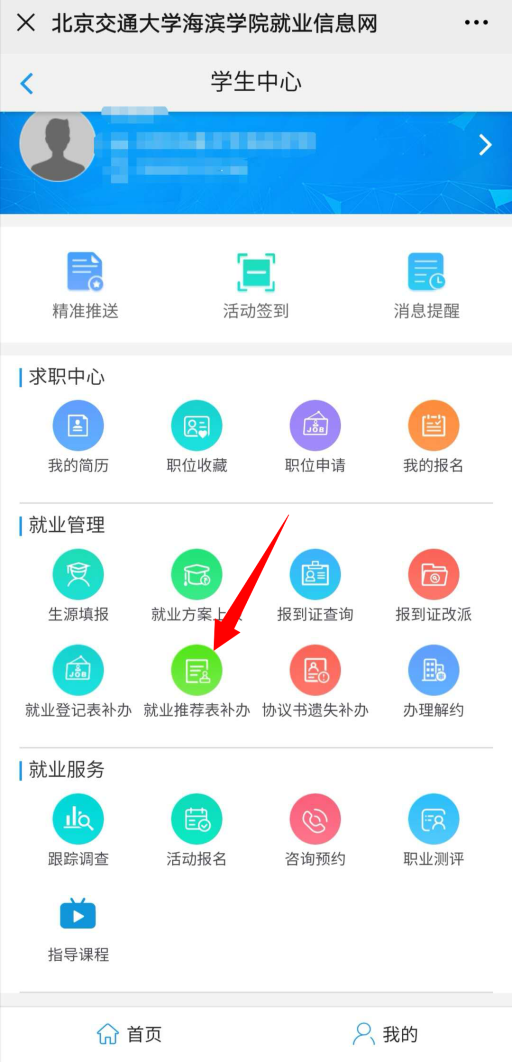 北京交通大学海滨学院就业信息网
学生中心
精准推送 活动签到 消息提醒
求职中心
我的简历 职位收藏 职位申请 我的报名
就业管理
生源填报 就业方案上 报到证查询 报到证改派
就业登记表补办 就业推荐表补办 协议书遗失补办 办理解约
就业服务
跟踪调查 活动报名 咨询预约 职业测评
指导课程
首页 我的